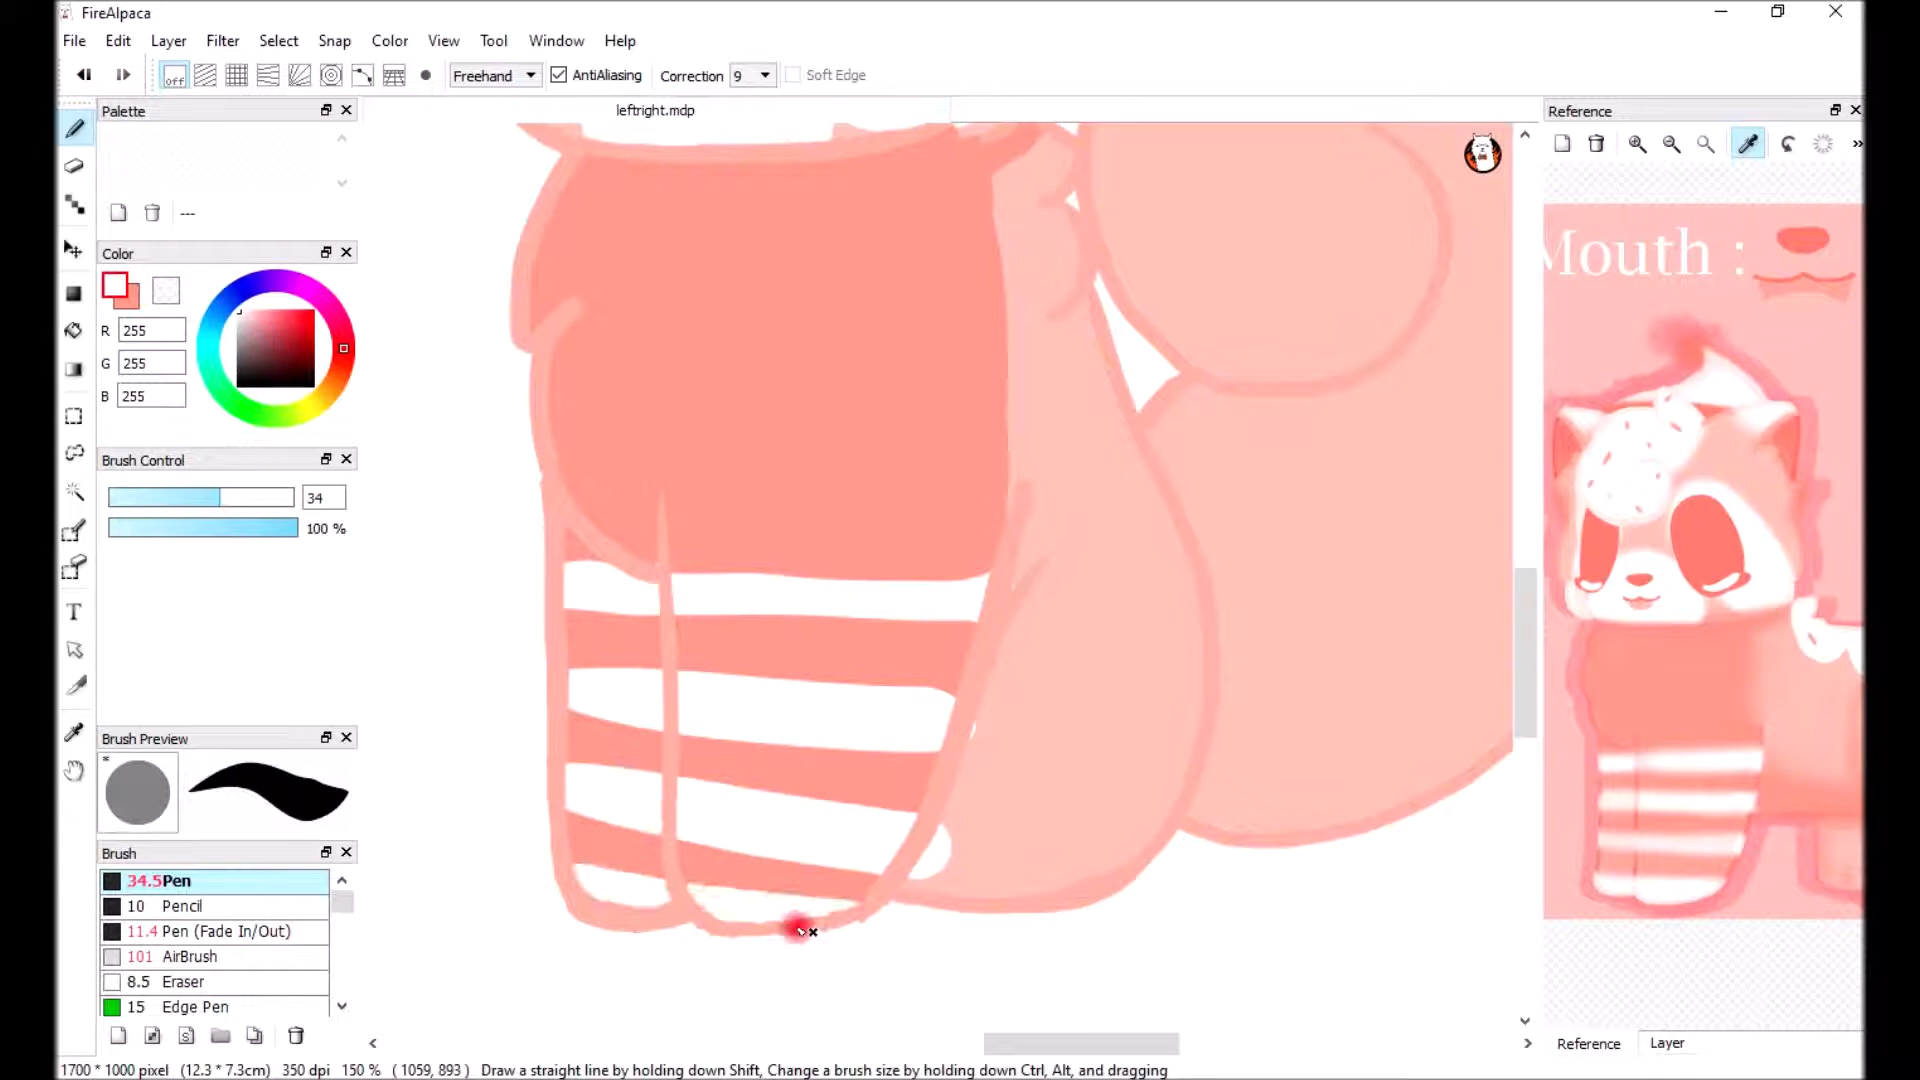 FireAlpaca
File Edit Layer Filter Select Snap Color View Tool Window Help
off Freehand AntiAliasing Correction 9 Soft Edge
Palette
leftright.mdp
Reference
---
Color
R 255
G 255
B 255
Mouth :
Brush Control
34
100 %
T
Brush Preview
*
Brush
34.5 Pen
10 Pencil
11.4 Pen (Fade In/Out)
101 AirBrush
8.5 Eraser
15 Edge Pen
S
Reference Layer
1700 * 1000 pixel (12.3 * 7.3cm) 350 dpi 150 % ( 1059, 893 ) Draw a straight line by holding down Shift, Change a brush size by holding down Ctrl, Alt, and dragging